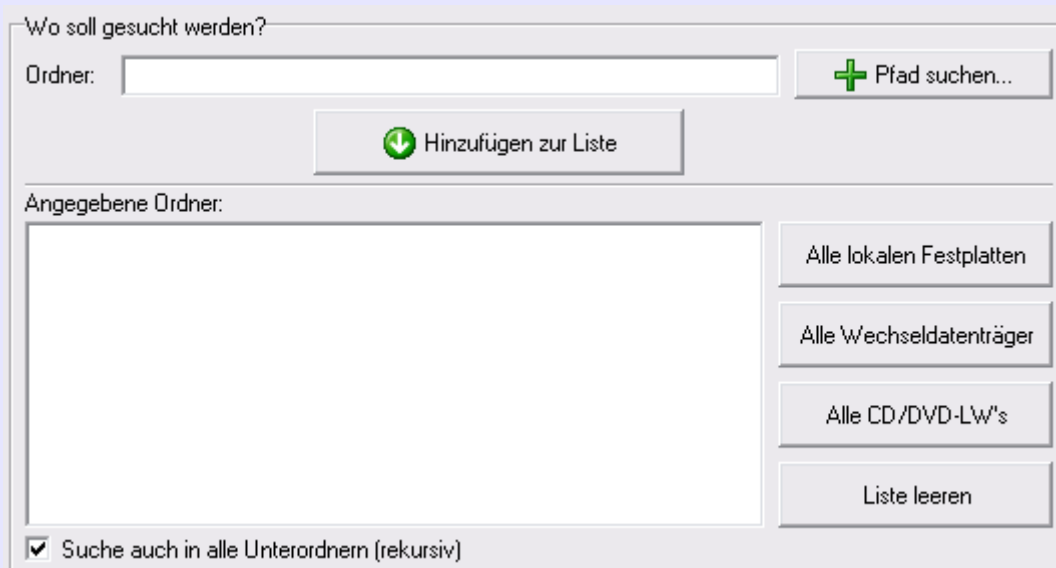 Wo soll gesucht werden?
Ordner:
Pfad suchen...
Hinzufügen zur Liste
Angegebene Ordner:
Alle lokalen Festplatten
Alle Wechseldatenträger
Alle CD/DVD-LW"s
Liste leeren
Suche auch in alle Unterordnern (rekursiv)